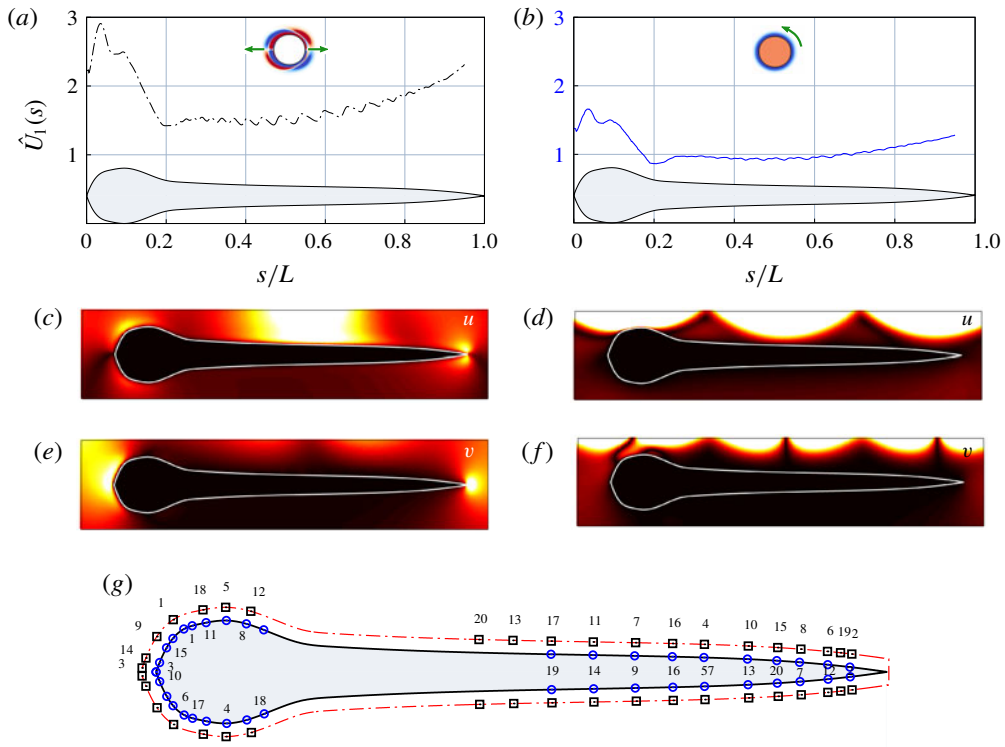 (a)
3
2
1
Û₁(s)
0 0.2 0.4 0.6 0.8 1.0
s/L
(b)
3
2
1
0 0.2 0.4 0.6 0.8 1.0
s/L
(c) u
(d) u
(e) v
(f) v
(g)
1 18 5 12
9
14
3
20 13 17 11 7 16 4 10 15 8 6 19 2
1 11 8
15
3
10
6
17 4 18
19 14 9 16 57 13 20 7 12